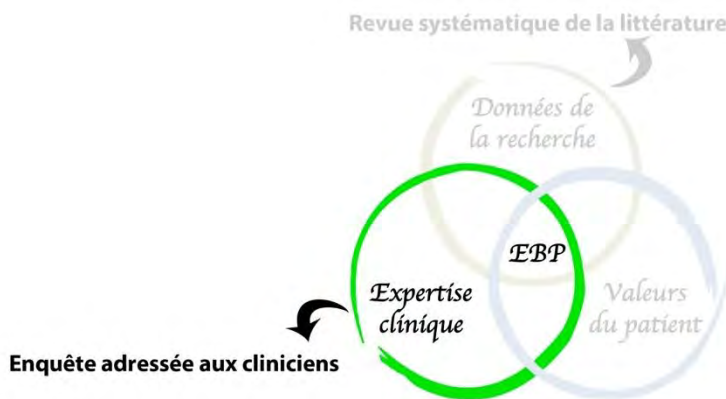 Revue systématique de la littérature
Données de
la recherche
EBP
Expertise
clinique
Valeurs
du patient
Enquête adressée aux cliniciens